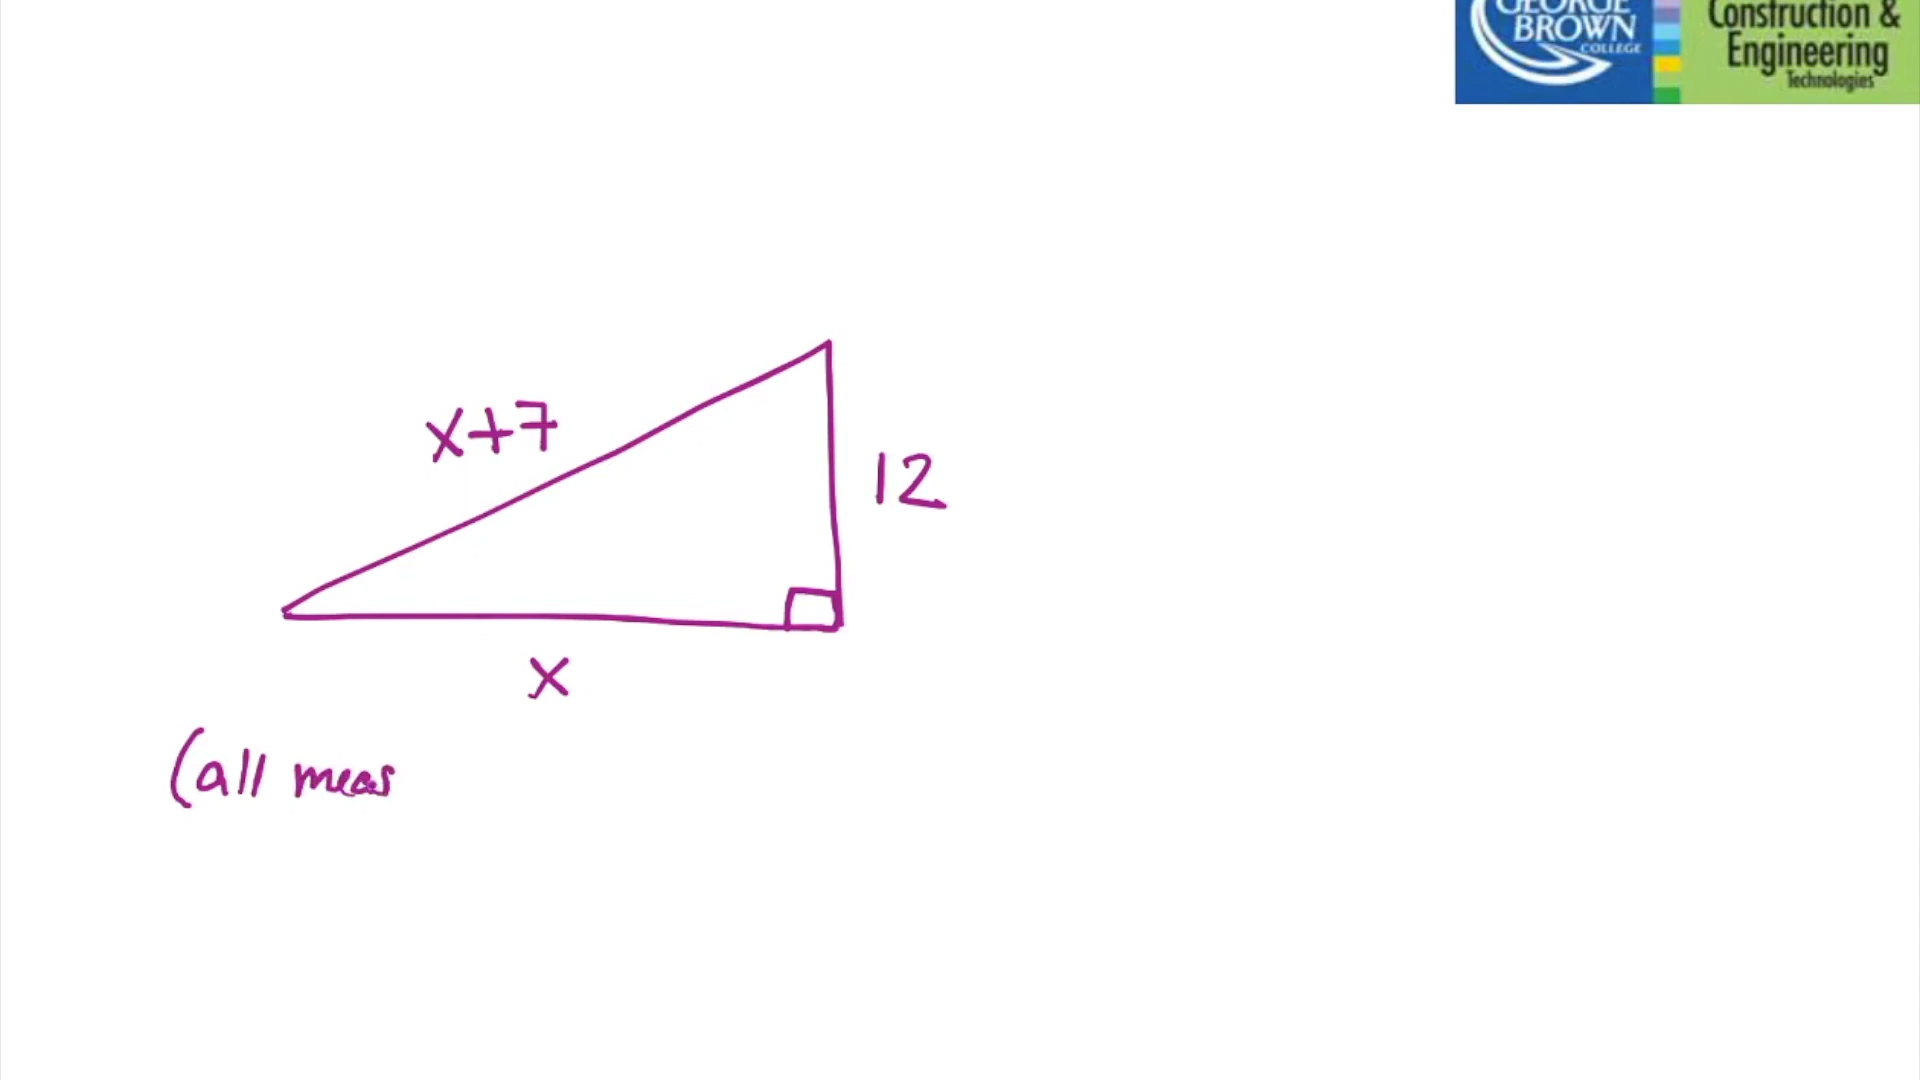 GEORGE
BROWN
COLLEGE
Construction &
Engineering
Technologies
x+7
12
x
(all meas